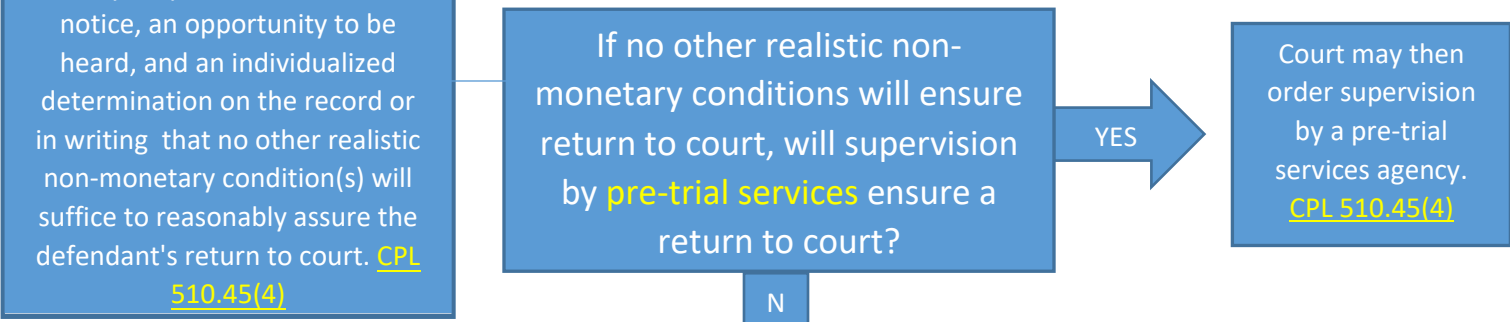 notice, an opportunity to be
heard, and an individualized
determination on the record or
in writing that no other realistic
non-monetary condition(s) will
suffice to reasonably assure the
defendant's return to court. CPL
510.45(4)
If no other realistic non-
monetary conditions will ensure
return to court, will supervision
by pre-trial services ensure a
return to court?
YES
Court may then
order supervision
by a pre-trial
services agency.
CPL 510.45(4)
N